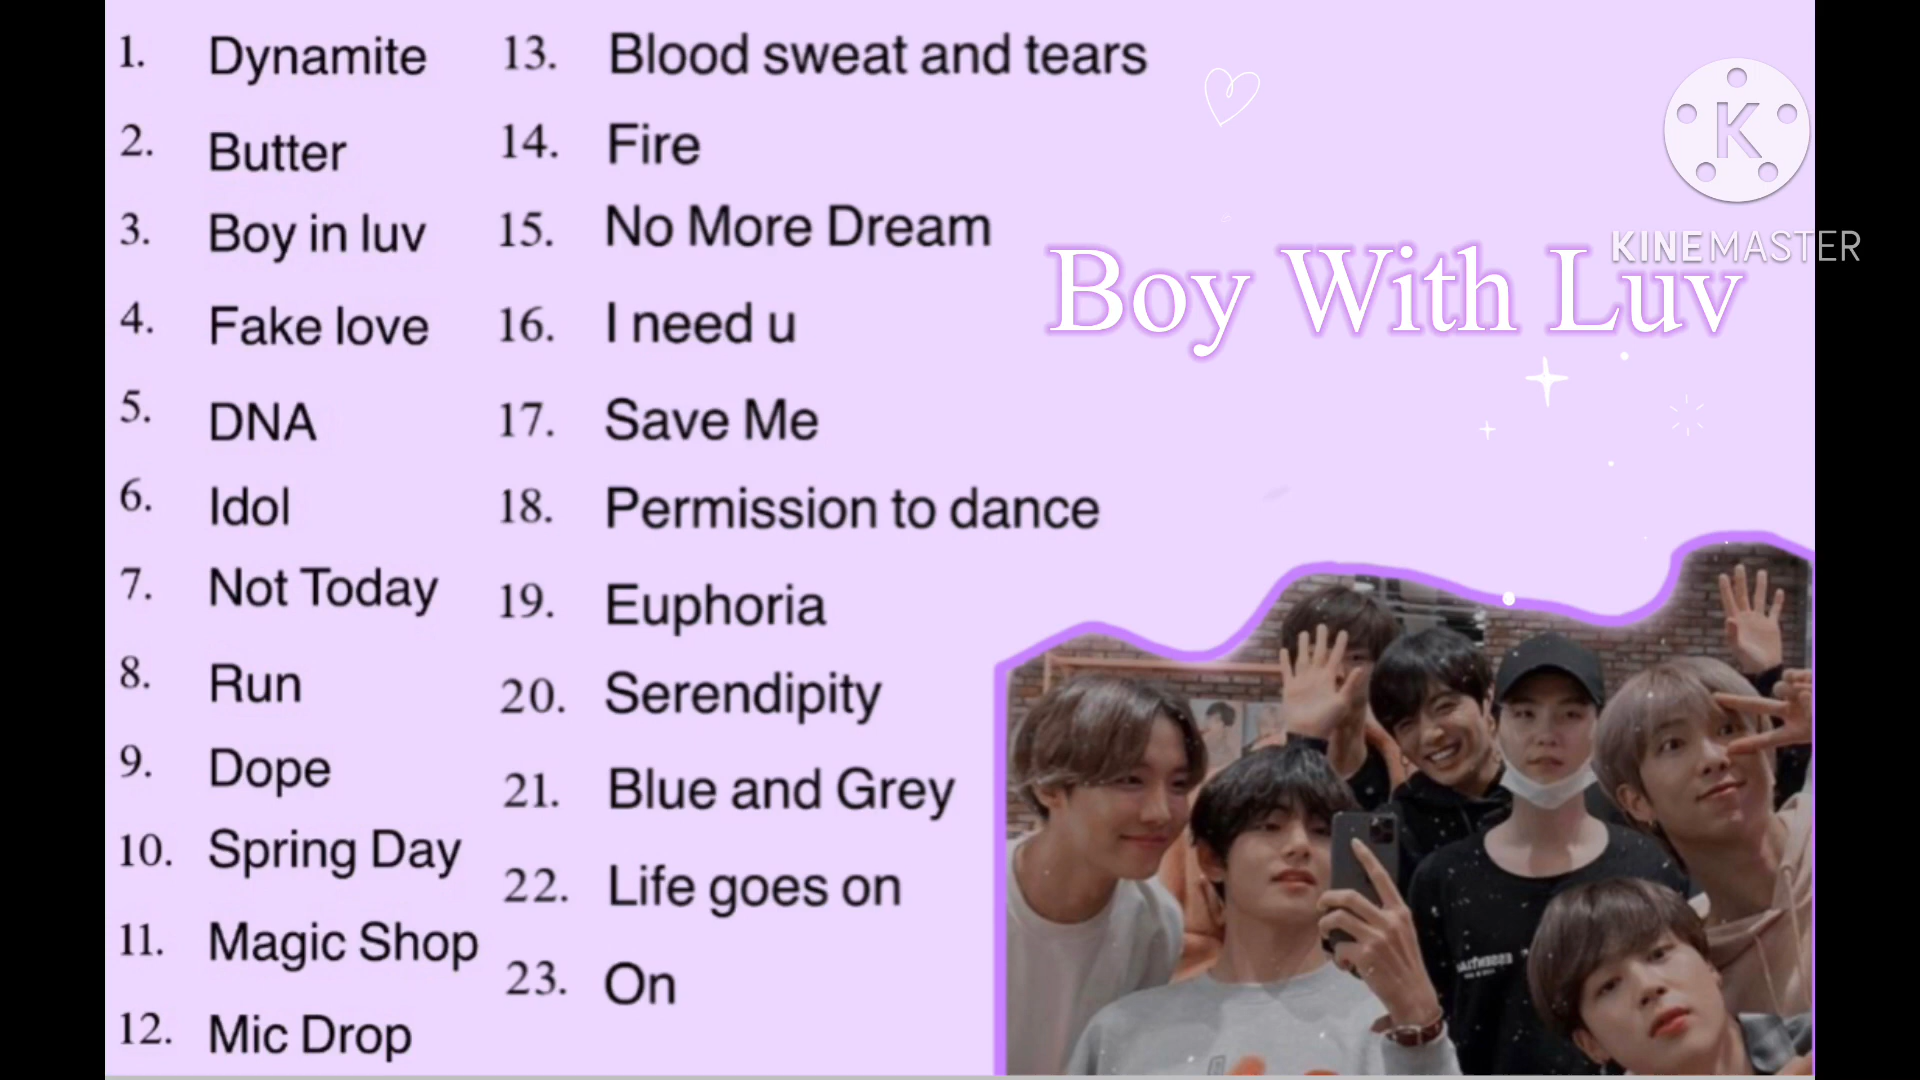 1. Dynamite
2. Butter
3. Boy in luv
4. Fake love
5. DNA
6. Idol
7. Not Today
8. Run
9. Dope
10. Spring Day
11. Magic Shop
12. Mic Drop
13. Blood sweat and tears
14. Fire
15. No More Dream
16. I need u
17. Save Me
18. Permission to dance
19. Euphoria
20. Serendipity
21. Blue and Grey
22. Life goes on
23. On
K
KINEMASTER
Boy With Luv